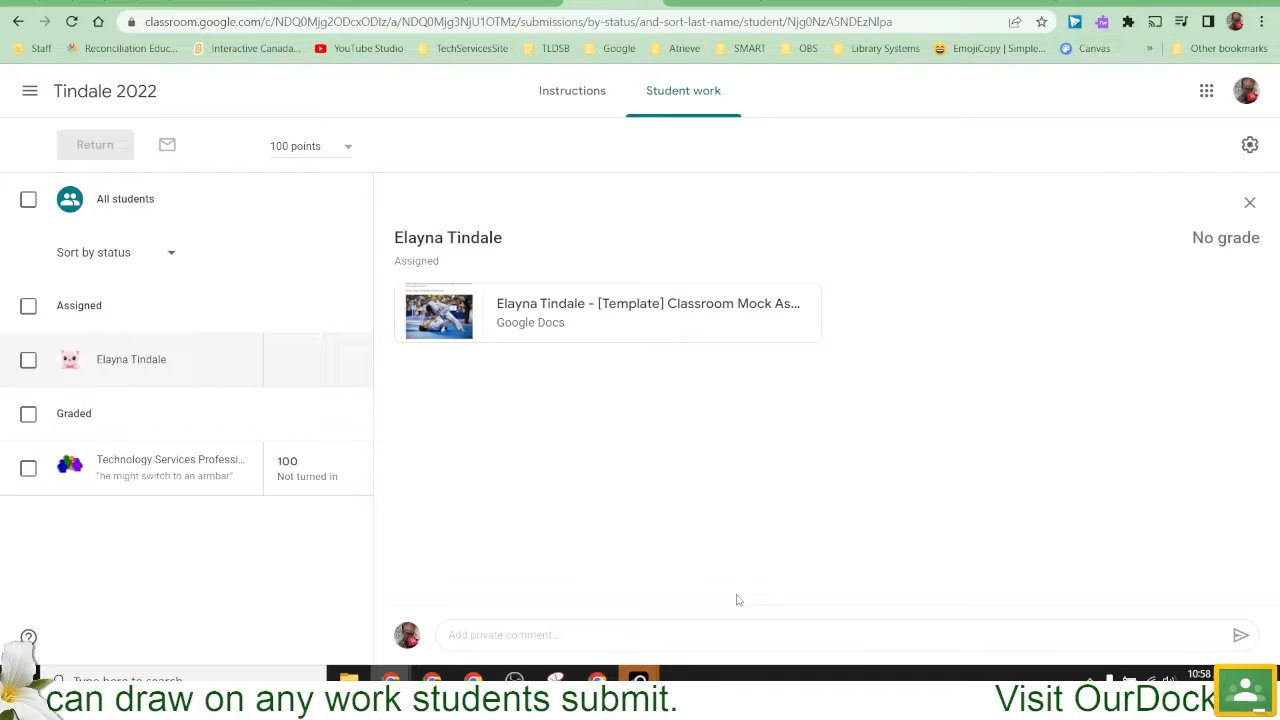 classroom.google.com/c/NDQ0Mjg2ODcxODIz/a/NDQ0Mjg3NjU1OTMz/submissions/by-status/and-sort-last-name/student/Njg0NzA5NDEzNlpa
Staff Reconciliation Educ... Interactive Canada... YouTube Studio TechServicesSite TLDSB Google Atrieve SMART OBS Library Systems EmojiCopy | Simple... Canvas » Other bookmarks
Tindale 2022 Instructions Student work
Return 100 points
All students
Elayna Tindale No grade
Sort by status
Assigned
Assigned
Elayna Tindale - [Template] Classroom Mock As...
Google Docs
Elayna Tindale
Graded
Technology Services Professi... 100
"he might switch to an armbar" Not turned in
Add private comment...
Type here to search 10:58
can draw on any work students submit. Visit OurDock